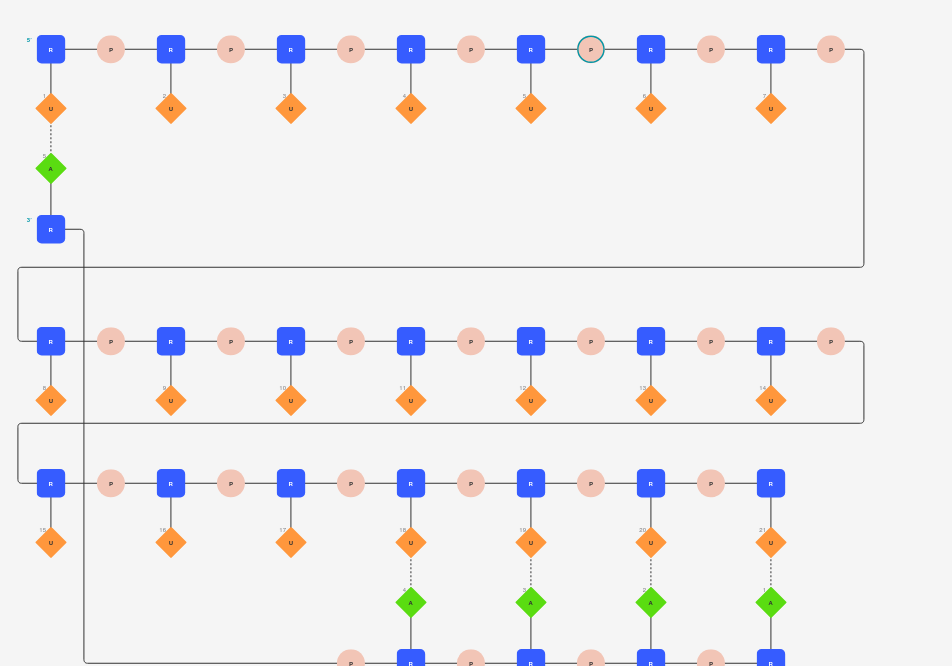 5' R P R P R P R P R P R P R P
1 2 3 4 5 6 7
U U U U U U U
5
A
3' R
R P R P R P R P R P R P R P
8 9 10 11 12 13 14
U U U U U U U
R P R P R P R P R P R P R
15 16 17 18 19 20 21
U U U U U U U
4 3 2 1
A A A A
P R P R P R P R